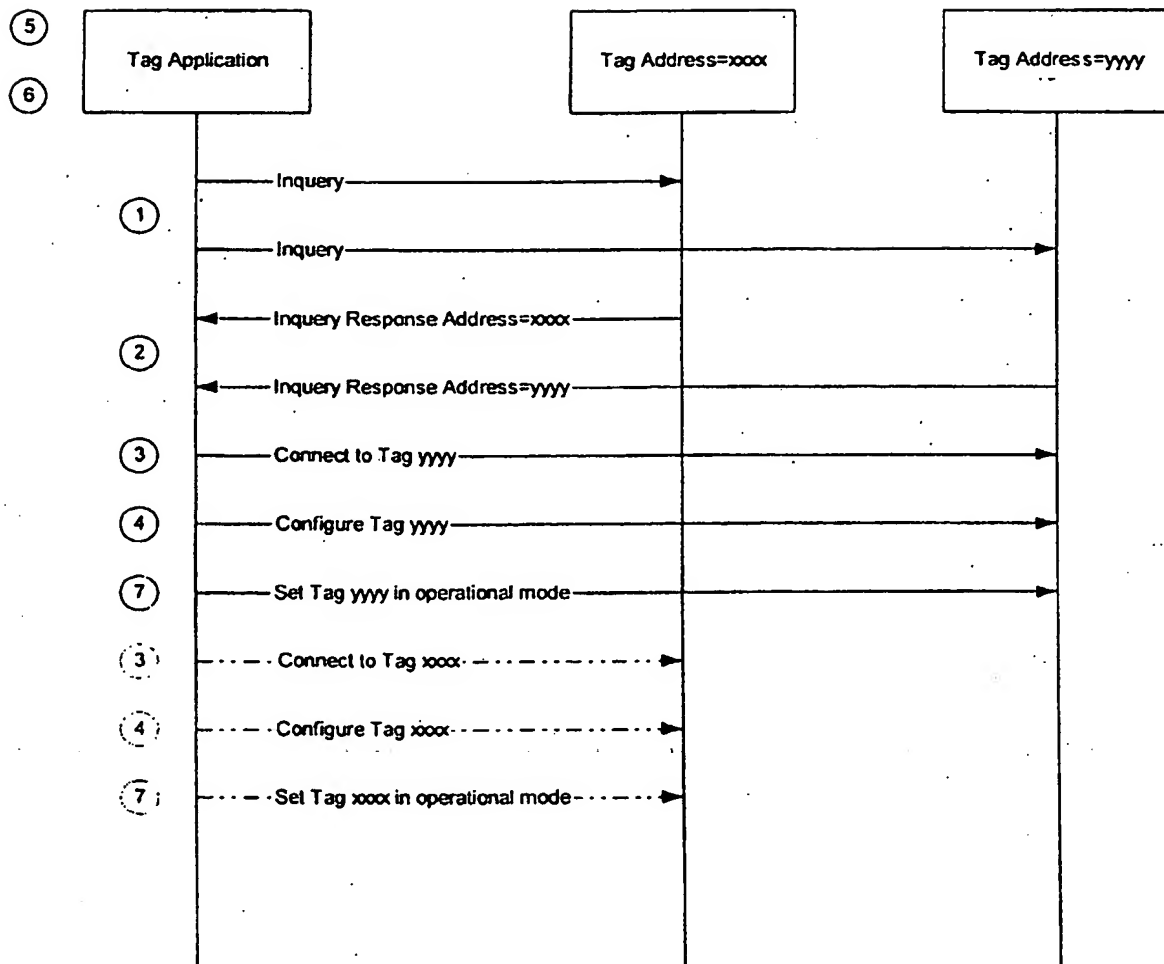 5
Tag Application
Tag Address=xxxx
Tag Address=yyyy
6
Inquery
1
Inquery
Inquery Response Address=xxxx
2
Inquery Response Address=yyyy
3 Connect to Tag yyyy
4 Configure Tag yyyy
7 Set Tag yyyy in operational mode
3 Connect to Tag xxxx
4 Configure Tag xxxx
7 Set Tag xxxx in operational mode